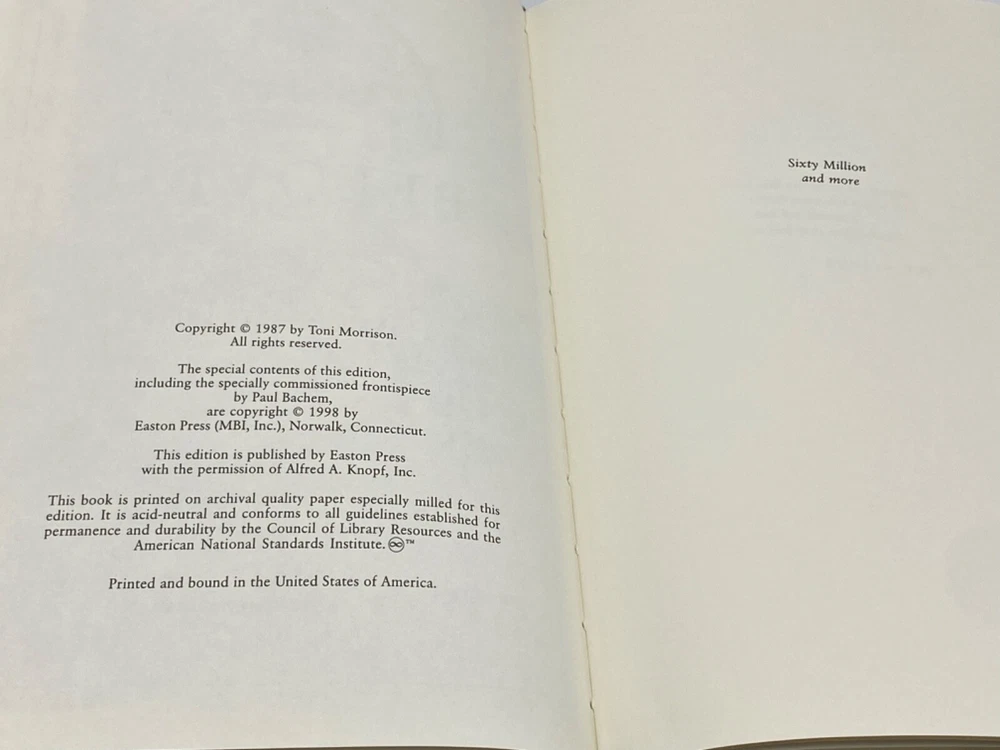 Copyright © 1987 by Toni Morrison.
All rights reserved.
The special contents of this edition,
including the specially commissioned frontispiece
by Paul Bachem,
are copyright © 1998 by
Easton Press (MBI, Inc.), Norwalk, Connecticut.
This edition is published by Easton Press
with the permission of Alfred A. Knopf, Inc.
This book is printed on archival quality paper especially milled for this
edition. It is acid-neutral and conforms to all guidelines established for
permanence and durability by the Council of Library Resources and the
American National Standards Institute. ♾™
Printed and bound in the United States of America.
Sixty Million
and more